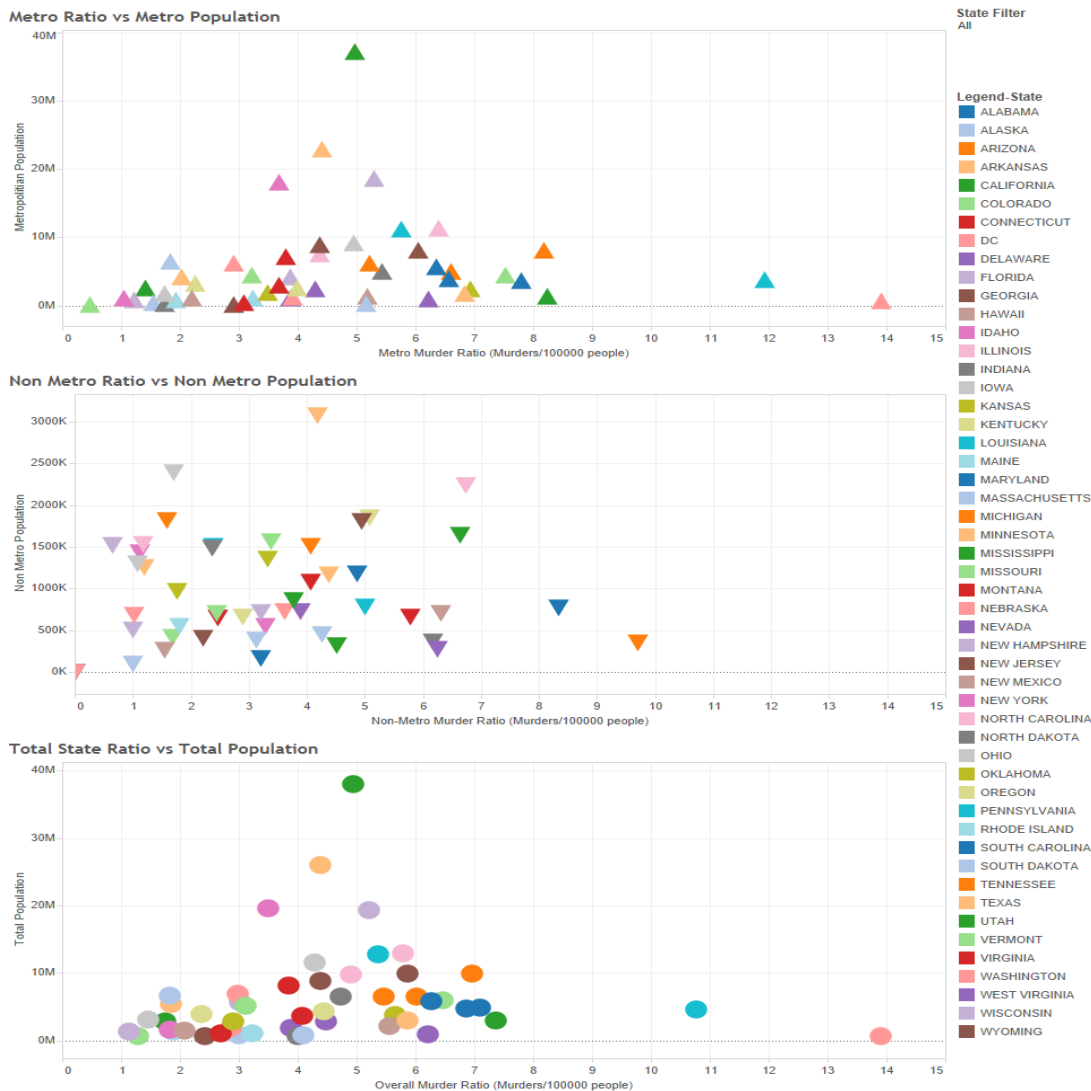 Metro Ratio vs Metro Population
State Filter
All
Metropolitian Population
40M
30M
20M
10M
0M
0 1 2 3 4 5 6 7 8 9 10 11 12 13 14 15
Metro Murder Ratio (Murders/100000 people)
Non Metro Ratio vs Non Metro Population
Non Metro Population
3000K
2500K
2000K
1500K
1000K
500K
0K
0 1 2 3 4 5 6 7 8 9 10 11 12 13 14 15
Non-Metro Murder Ratio (Murders/100000 people)
Total State Ratio vs Total Population
Total Population
40M
30M
20M
10M
0M
0 1 2 3 4 5 6 7 8 9 10 11 12 13 14 15
Overall Murder Ratio (Murders/100000 people)
Legend-State
ALABAMA
ALASKA
ARIZONA
ARKANSAS
CALIFORNIA
COLORADO
CONNECTICUT
DC
DELAWARE
FLORIDA
GEORGIA
HAWAII
IDAHO
ILLINOIS
INDIANA
IOWA
KANSAS
KENTUCKY
LOUISIANA
MAINE
MARYLAND
MASSACHUSETTS
MICHIGAN
MINNESOTA
MISSISSIPPI
MISSOURI
MONTANA
NEBRASKA
NEVADA
NEW HAMPSHIRE
NEW JERSEY
NEW MEXICO
NEW YORK
NORTH CAROLINA
NORTH DAKOTA
OHIO
OKLAHOMA
OREGON
PENNSYLVANIA
RHODE ISLAND
SOUTH CAROLINA
SOUTH DAKOTA
TENNESSEE
TEXAS
UTAH
VERMONT
VIRGINIA
WASHINGTON
WEST VIRGINIA
WISCONSIN
WYOMING